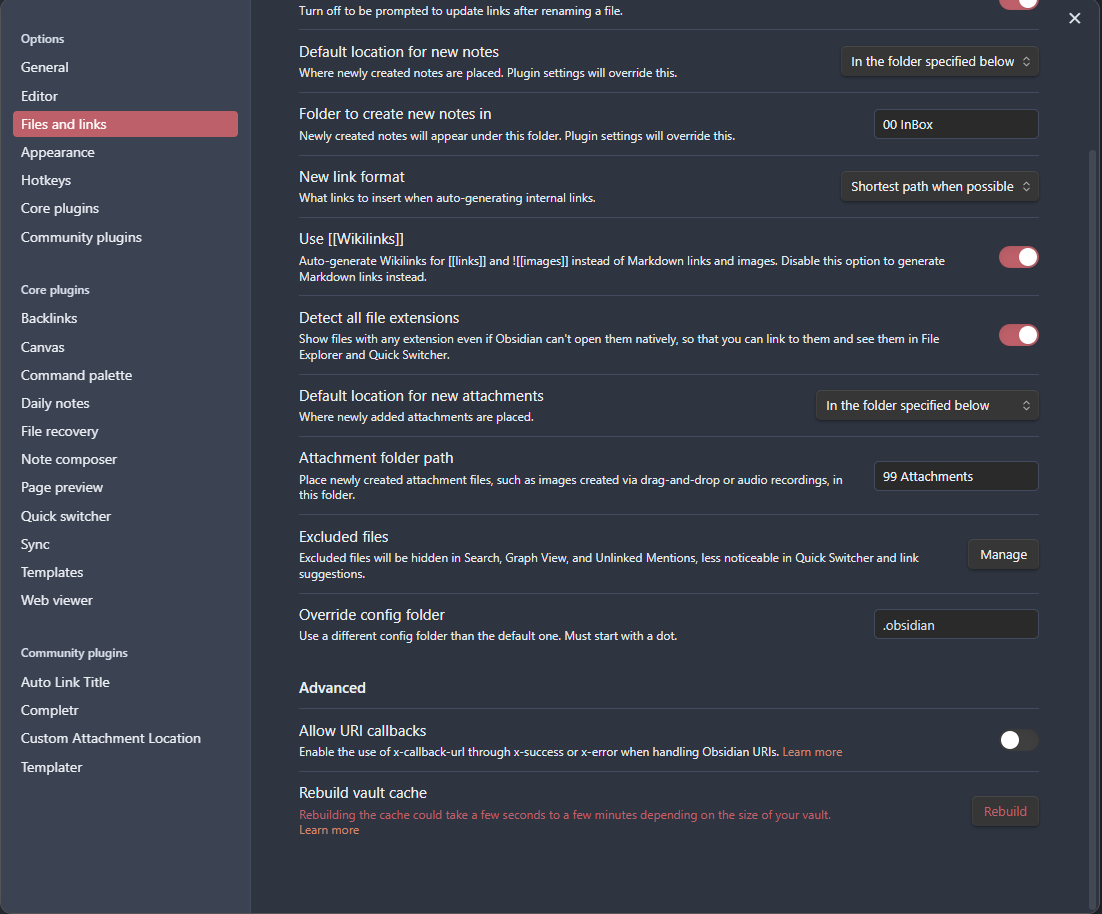 Options
General
Editor
Files and links
Appearance
Hotkeys
Core plugins
Community plugins
Core plugins
Backlinks
Canvas
Command palette
Daily notes
File recovery
Note composer
Page preview
Quick switcher
Sync
Templates
Web viewer
Community plugins
Auto Link Title
Completr
Custom Attachment Location
Templater
Turn off to be prompted to update links after renaming a file.
Default location for new notes
Where newly created notes are placed. Plugin settings will override this.
In the folder specified below
Folder to create new notes in
Newly created notes will appear under this folder. Plugin settings will override this.
00 InBox
New link format
What links to insert when auto-generating internal links.
Shortest path when possible
Use [[Wikilinks]]
Auto-generate Wikilinks for [[links]] and ![[images]] instead of Markdown links and images. Disable this option to generate
Markdown links instead.
Detect all file extensions
Show files with any extension even if Obsidian can't open them natively, so that you can link to them and see them in File
Explorer and Quick Switcher.
Default location for new attachments
Where newly added attachments are placed.
In the folder specified below
Attachment folder path
Place newly created attachment files, such as images created via drag-and-drop or audio recordings, in
this folder.
99 Attachments
Excluded files
Excluded files will be hidden in Search, Graph View, and Unlinked Mentions, less noticeable in Quick Switcher and link
suggestions.
Manage
Override config folder
Use a different config folder than the default one. Must start with a dot.
.obsidian
Advanced
Allow URI callbacks
Enable the use of x-callback-url through x-success or x-error when handling Obsidian URIs. Learn more
Rebuild vault cache
Rebuilding the cache could take a few seconds to a few minutes depending on the size of your vault.
Learn more
Rebuild